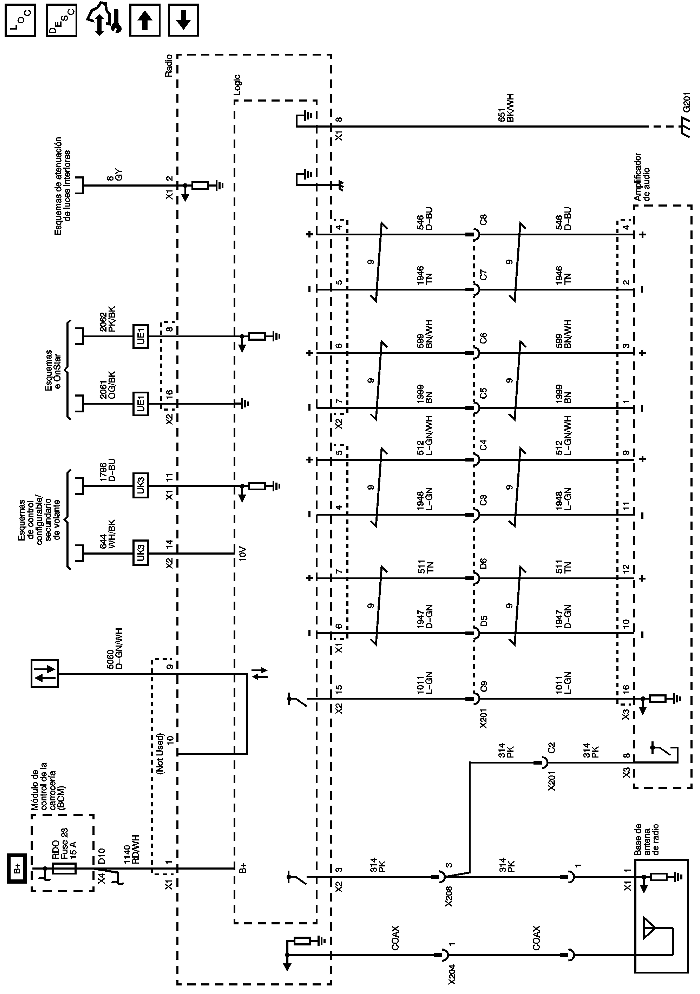 LOC
DESC
B+
Módulo de
control de la
carrocería
(BCM)
RDO
Fuse 23
15 A
X4 D10
1140
RD/WH
(Not Used)
X1 1
10
9
5060
D-GN/WH
Esquemas
de control
configurable/
secundario
de volante
644
WH/BK
1796
D-BU
UK3
UK3
X2 14
X1 11
Esquemas
e OnStar
2061
OG/BK
2062
PK/BK
UE1
UE1
X2 16
8
Esquemas de atenuación
de luces interiores
8
GY
X1 2
Radio
Logic
B+
10V
X2 3
X2 15
X1 6
7
4
5
X2 7
6
5
4
X1 8
651
BK/WH
G201
314
PK
1011
L-GN
1947
D-GN
511
TN
1948
L-GN
512
L-GN/WH
1999
BN
599
BN/WH
1946
TN
546
D-BU
9
9
9
9
COAX
X204 1
X208 3
X201 C9
D5
D6
C3
C4
C5
C6
C7
C8
314
PK
X201 C2
314
PK
COAX
314
PK
1011
L-GN
1947
D-GN
511
TN
1948
L-GN
512
L-GN/WH
1999
BN
599
BN/WH
1946
TN
546
D-BU
9
9
9
9
1
X1 1
X3 8
X3 16
10
12
11
9
1
3
2
4
Base de
antena
de radio
Amplificador
de audio